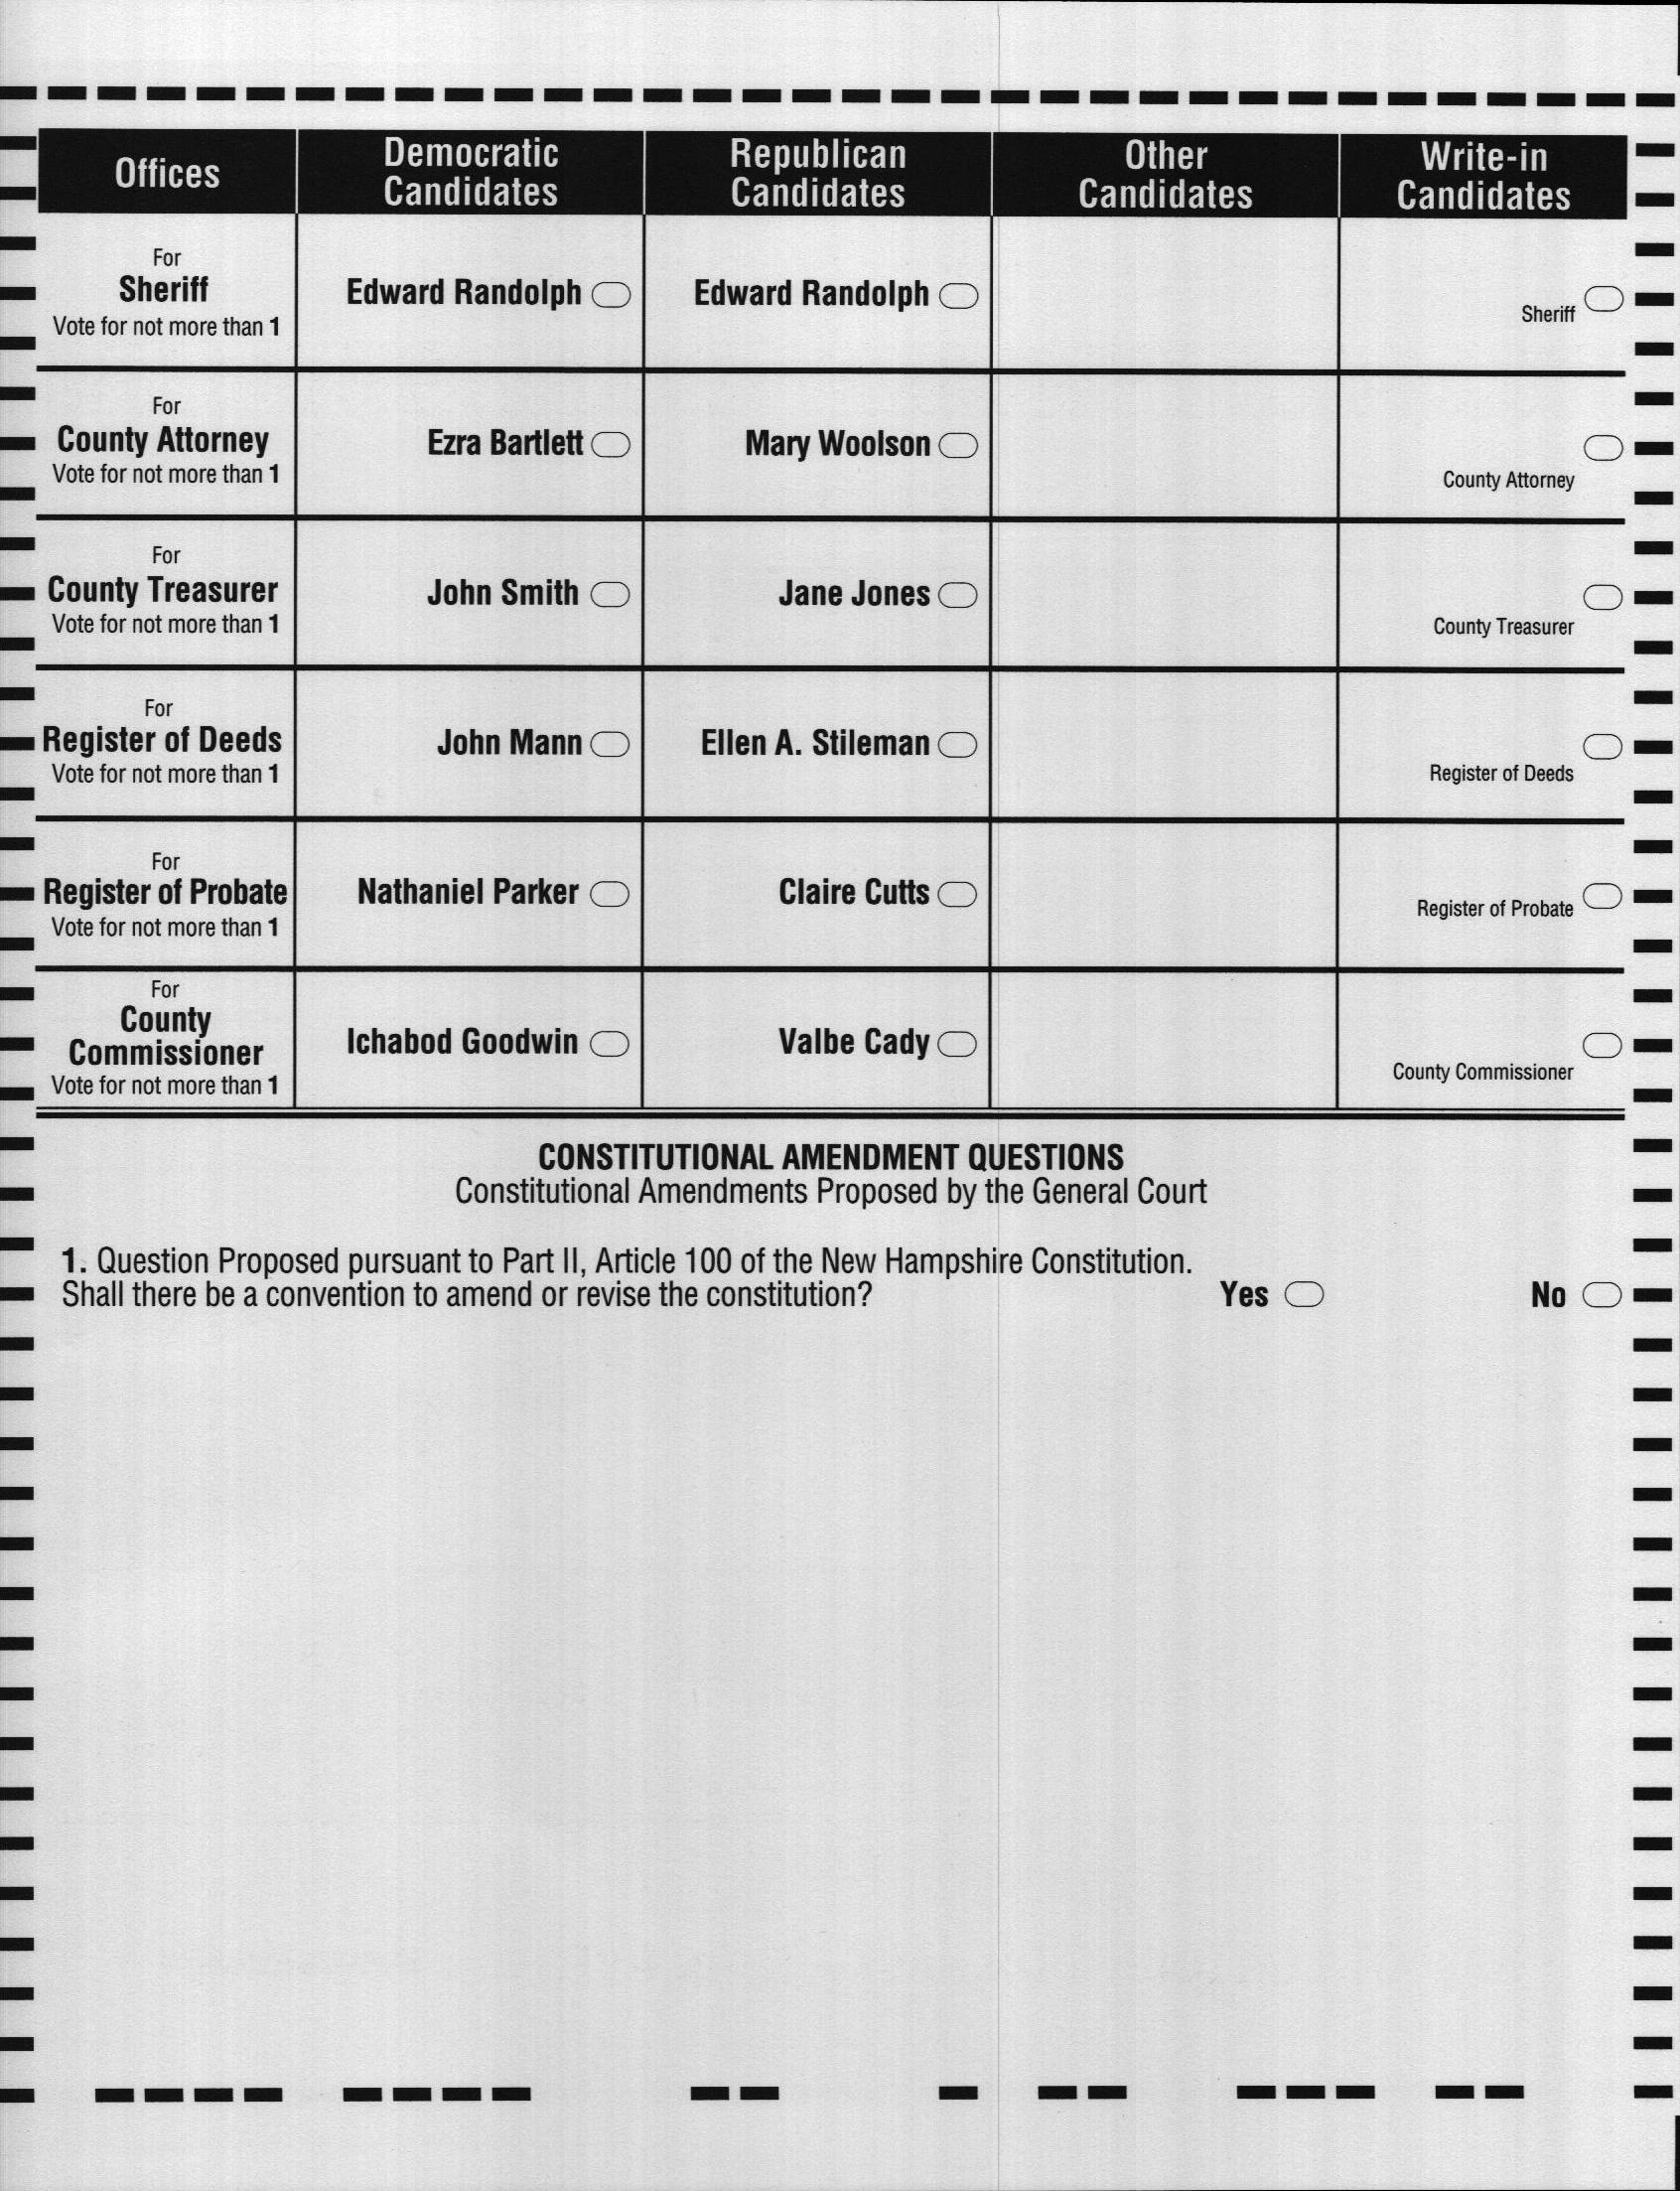 Offices
Democratic
Candidates
Republican
Candidates
Other
Candidates
Write-in
Candidates
For
Sheriff
Vote for not more than 1
Edward Randolph
Edward Randolph
Sheriff
For
County Attorney
Vote for not more than 1
Ezra Bartlett
Mary Woolson
County Attorney
For
County Treasurer
Vote for not more than 1
John Smith
Jane Jones
County Treasurer
For
Register of Deeds
Vote for not more than 1
John Mann
Ellen A. Stileman
Register of Deeds
For
Register of Probate
Vote for not more than 1
Nathaniel Parker
Claire Cutts
Register of Probate
For
County
Commissioner
Vote for not more than 1
Ichabod Goodwin
Valbe Cady
County Commissioner
CONSTITUTIONAL AMENDMENT QUESTIONS
Constitutional Amendments Proposed by the General Court
1. Question Proposed pursuant to Part II, Article 100 of the New Hampshire Constitution.
Shall there be a convention to amend or revise the constitution? Yes No